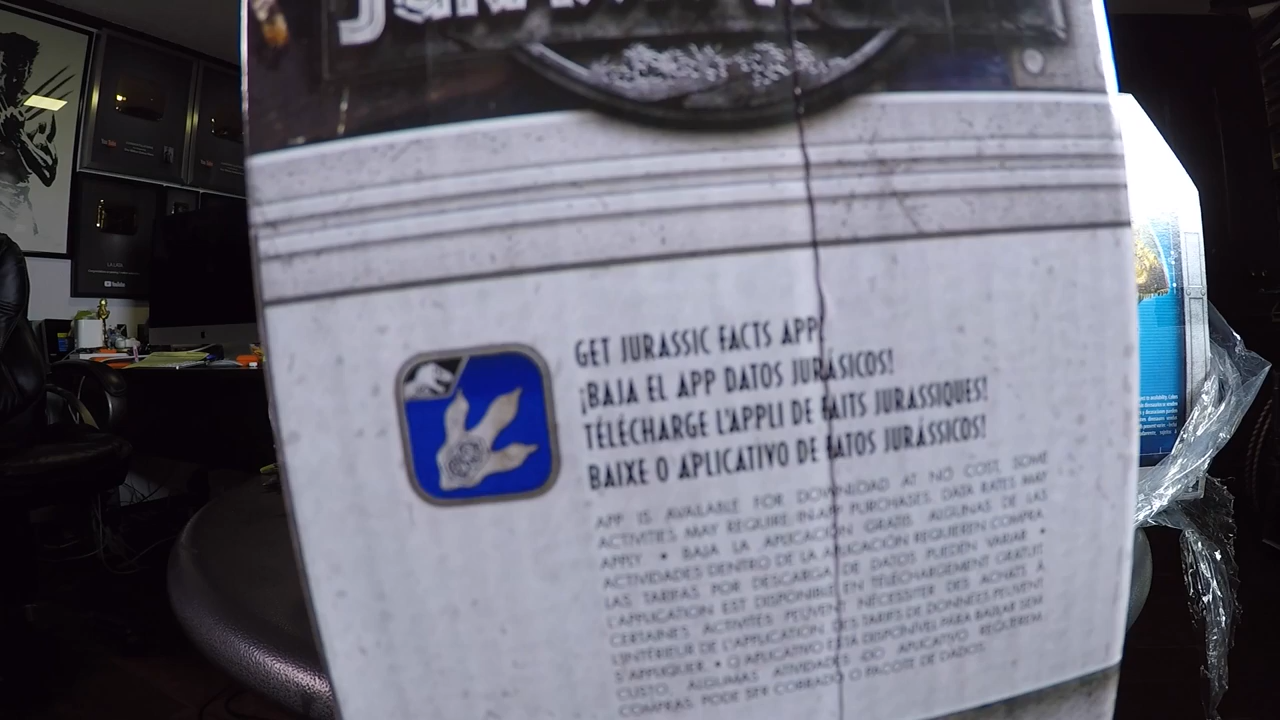 GET JURASSIC FACTS APP!
¡BAJA EL APP DATOS JURÁSICOS!
TÉLÉCHARGE L'APPLI DE FAITS JURASSIQUES!
BAIXE O APLICATIVO DE FATOS JURÁSSICOS!
APP IS AVAILABLE FOR DOWNLOAD AT NO COST, SOME
ACTIVITIES MAY REQUIRE IN-APP PURCHASES. DATA RATES MAY
APPLY • BAJA LA APLICACIÓN GRATIS. ALGUNAS DE LAS
ACTIVIDADES DENTRO DE LA APLICACIÓN REQUIEREN COMPRA
LAS TARIFAS POR DESCARGA DE DATOS PUEDEN VARIAR •
L'APPLICATION EST DISPONIBLE EN TÉLÉCHARGEMENT GRATUIT
CERTAINES ACTIVITÉS PEUVENT NÉCESSITER DES ACHATS À
L'INTÉRIEUR DE L'APPLICATION. DES TARIFS DE DONNÉES PEUVENT
S'APPLIQUER. • O APLICATIVO ESTÁ DISPONÍVEL PARA BAIXAR SEM
CUSTO. ALGUMAS ATIVIDADES DO APLICATIVO REQUEREM
COMPRAS. PODE SER COBRADO O PACOTE DE DADOS.
YouTube